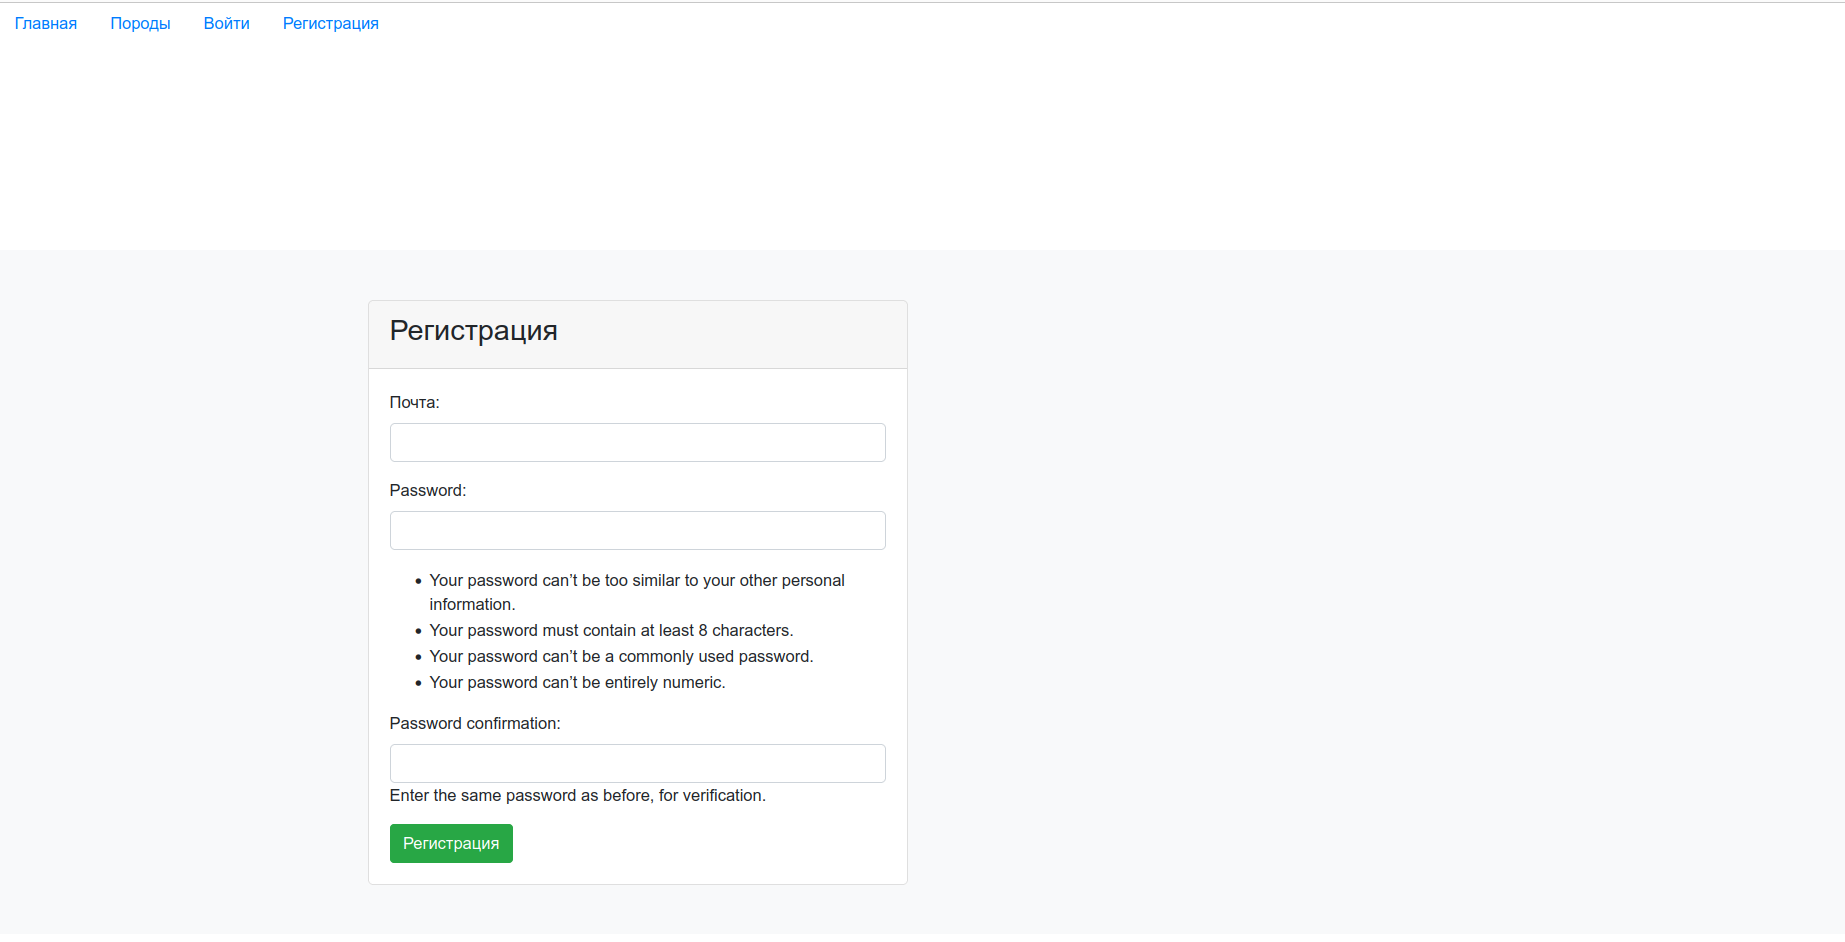 Главная Породы Войти Регистрация
Регистрация
Почта:
Password:
• Your password can’t be too similar to your other personal
information.
• Your password must contain at least 8 characters.
• Your password can’t be a commonly used password.
• Your password can’t be entirely numeric.
Password confirmation:
Enter the same password as before, for verification.
Регистрация